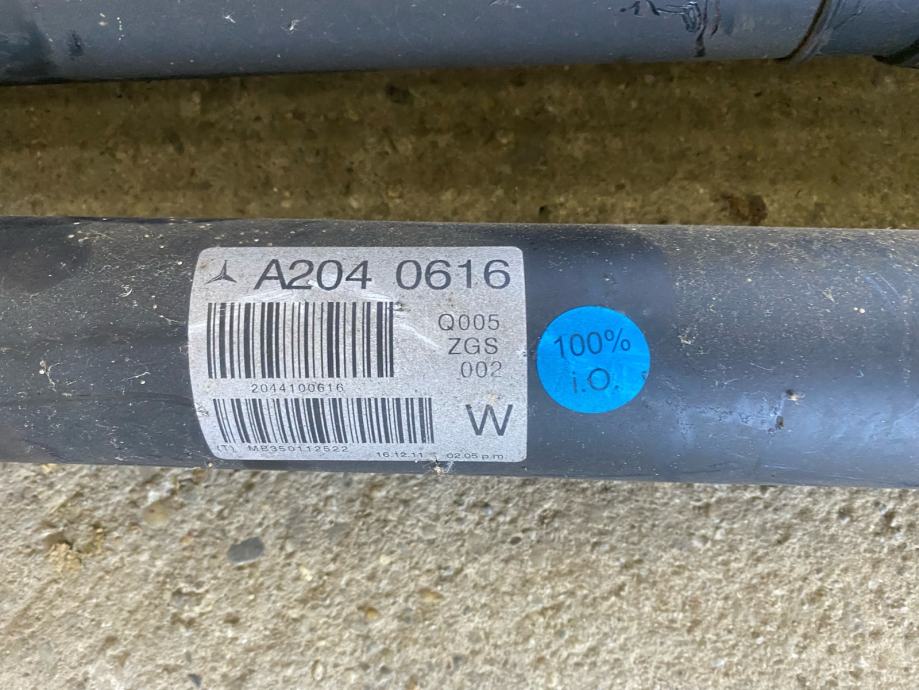 A204 0616
Q005
ZGS
002
2044100616
W
(T) MB350112522 16.12.11 02.05 p.m
100%
i.O.